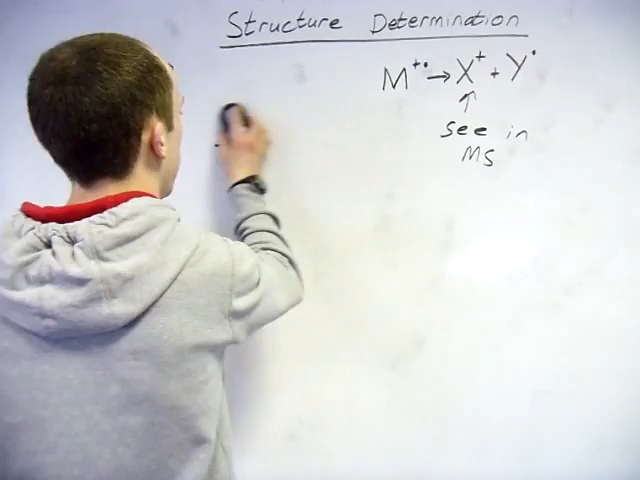 Structure Determination
M⁺• → X⁺ + Y•
↑
see in
MS